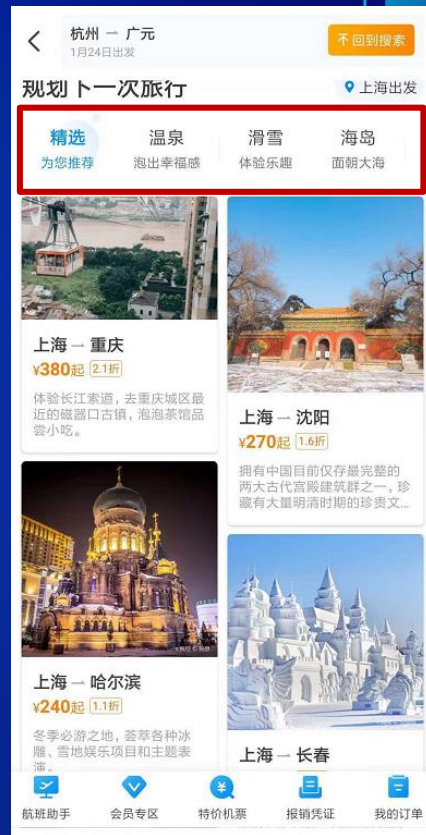 杭州 — 广元
1月24日出发
不 回到搜索
规划下一次旅行
上海出发
精选
温泉
滑雪
海岛
为您推荐
泡出幸福感
体验乐趣
面朝大海
上海 — 重庆
¥380起 2.1折
体验长江索道，去重庆城区最
近的磁器口古镇，泡泡茶馆品
尝小吃。
上海 — 沈阳
¥270起 1.6折
拥有中国目前仅存最完整的
两大古代宫殿建筑群之一，珍
藏有大量明清时期的珍贵文...
上海 — 哈尔滨
¥240起 1.1折
冬季必游之地，荟萃各种冰
雕、雪地娱乐项目和主题表
演。
上海 — 长春
航班助手
会员专区
特价机票
报销凭证
我的订单